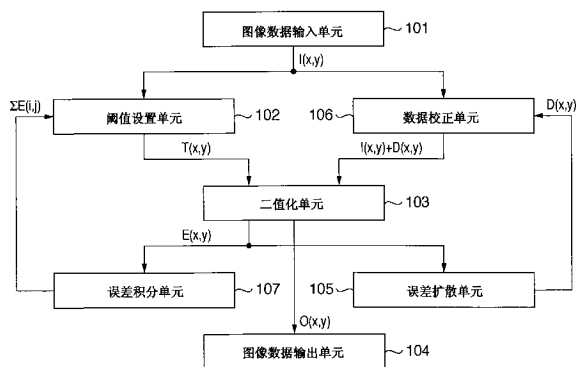 图像数据输入单元
101
I(x,y)
ΣE(i,j)
阈值设置单元
102
106
数据校正单元
D(x,y)
T(x,y)
I(x,y)+D(x,y)
二值化单元
103
E(x,y)
误差积分单元
107
105
误差扩散单元
O(x,y)
图像数据输出单元
104